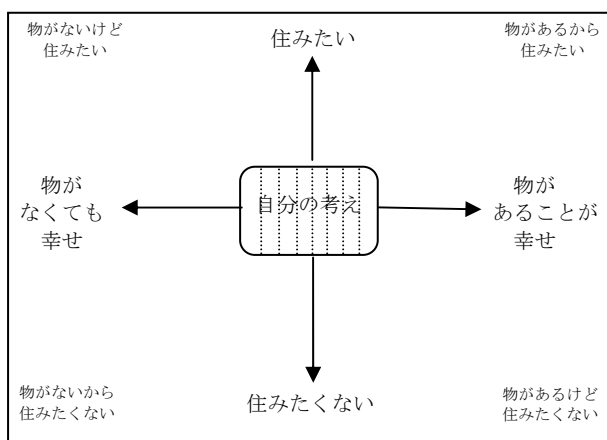 物がないけど
住みたい
住みたい
物があるから
住みたい
物が
なくても
幸せ
自分の考え
物が
あることが
幸せ
物がないから
住みたくない
住みたくない
物があるけど
住みたくない